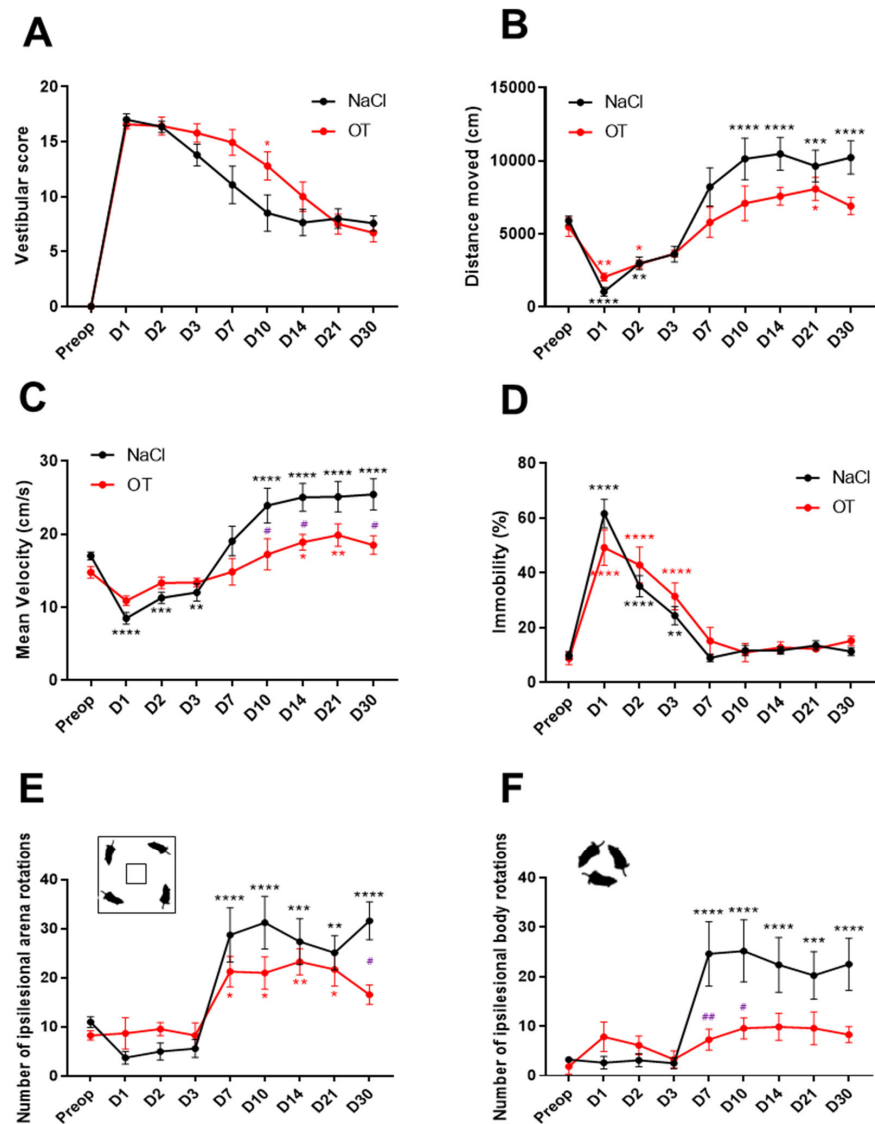 A
Vestibular score
20
15
10
5
0
NaCl
OT
*
Preop D1 D2 D3 D7 D10 D14 D21 D30
B
Distance moved (cm)
15000
10000
5000
0
NaCl
OT
**** **** *** ****
** * *
**** **
Preop D1 D2 D3 D7 D10 D14 D21 D30
C
Mean Velocity (cm/s)
30
20
10
0
NaCl
OT
**** **** **** ****
# # #
* **
**** *** **
Preop D1 D2 D3 D7 D10 D14 D21 D30
D
Immobility (%)
80
60
40
20
0
NaCl
OT
****
**** ****
****
**** **
Preop D1 D2 D3 D7 D10 D14 D21 D30
E
Number of ipsilesional arena rotations
40
30
20
10
0
**** **** *** ** ****
#
* * ** *
Preop D1 D2 D3 D7 D10 D14 D21 D30
F
Number of ipsilesional body rotations
40
30
20
10
0
**** **** **** *** ****
## #
Preop D1 D2 D3 D7 D10 D14 D21 D30